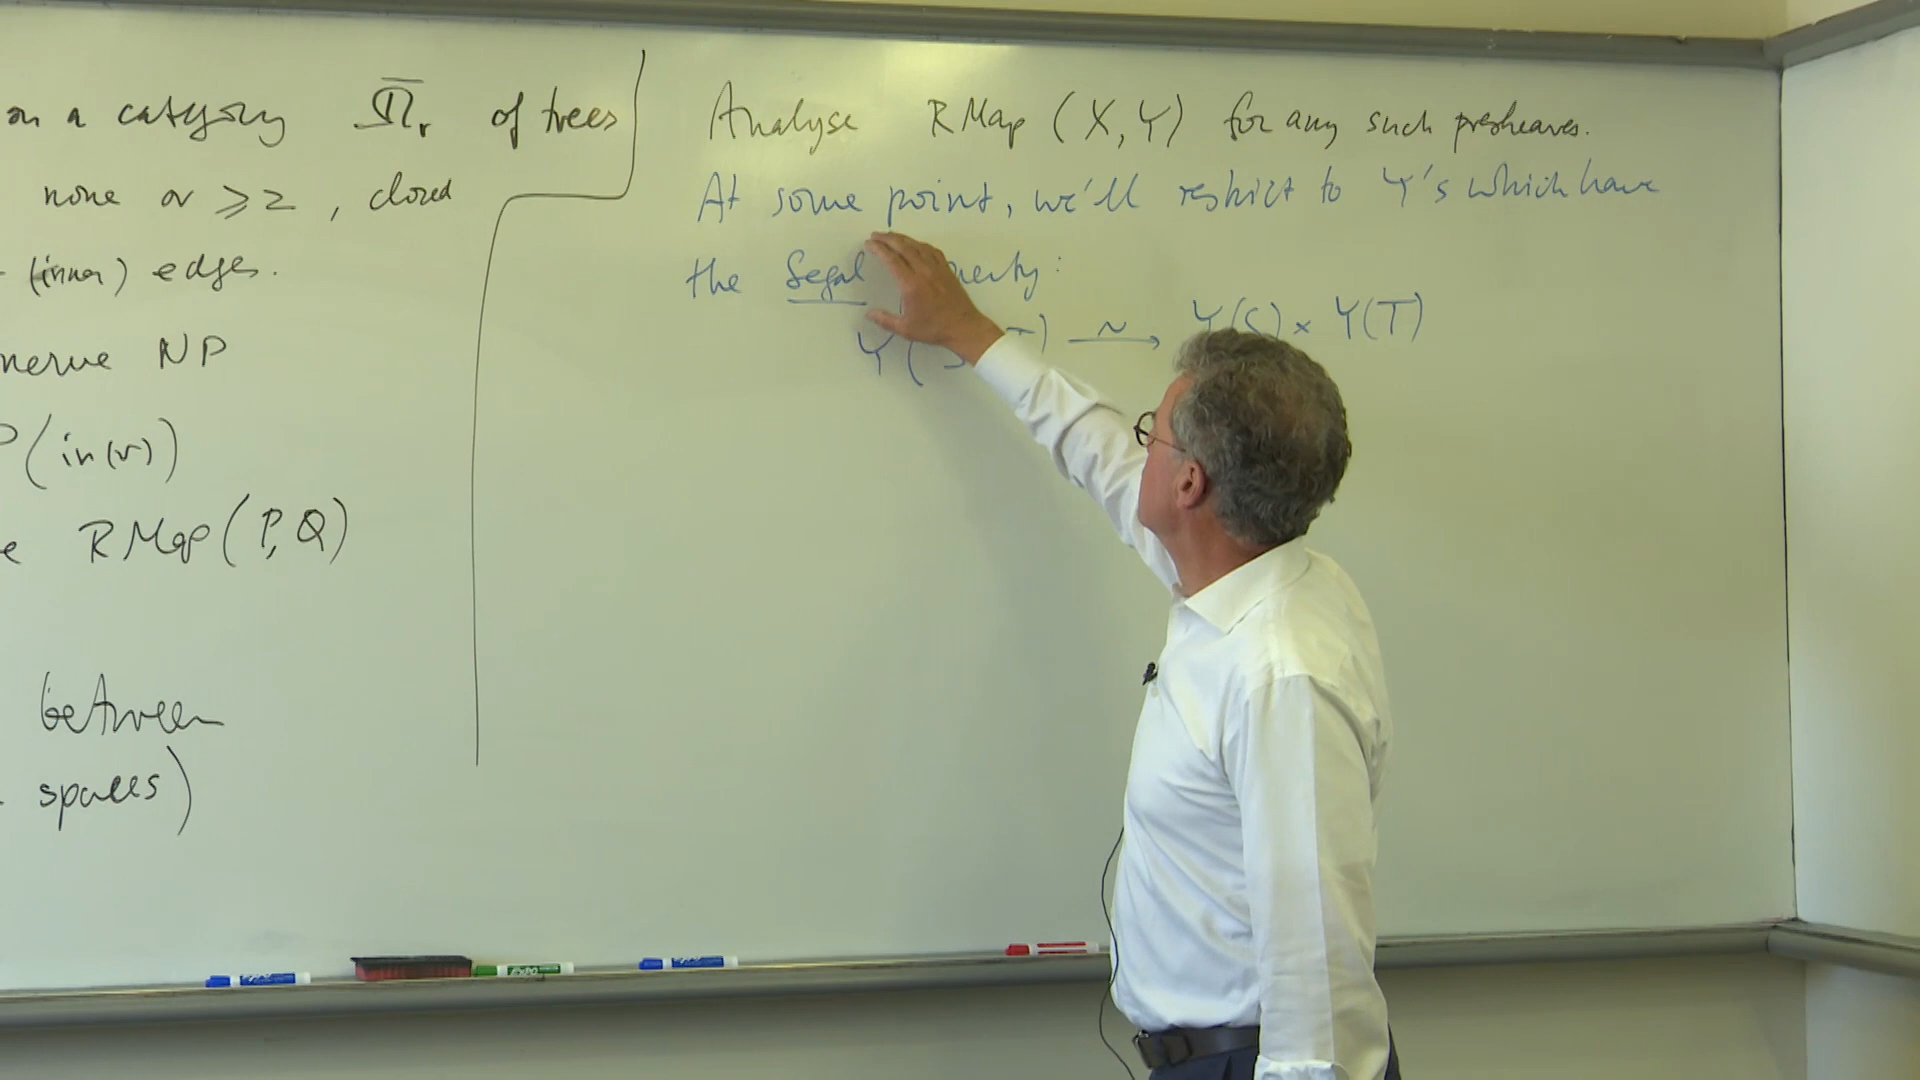 on a category Ω̄r of trees
none or ⩾2, closed
(inner) edges.
nerve NP
P(in(v))
RMap(P,Q)
between
spaces)
Analyse RMap (X,Y) for any such presheaves.
At some point, we'll restrict to Y's which have
the Segal
Y(S T) ~→ Y(S) × Y(T)